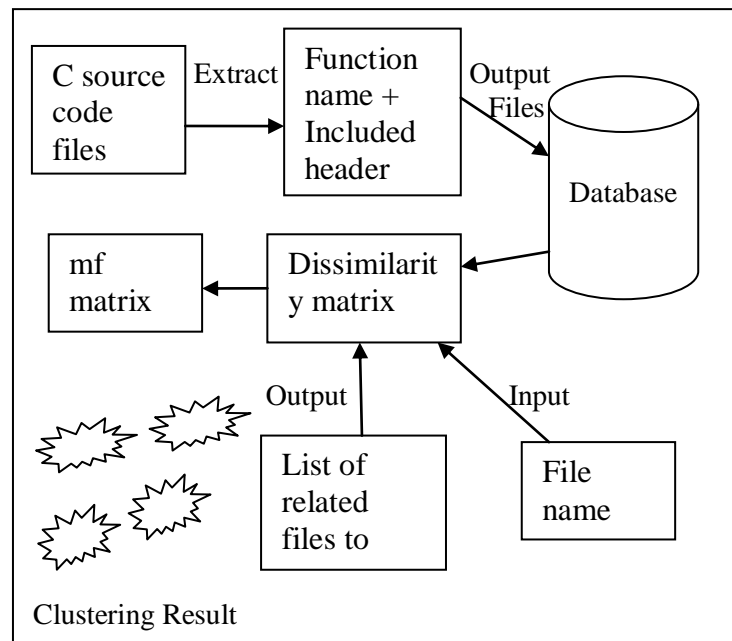 C source
code
files
Extract
Function
name +
Included
header
Output
Files
Database
mf
matrix
Dissimilarit
y matrix
Output
Input
List of
related
files to
File
name
Clustering Result